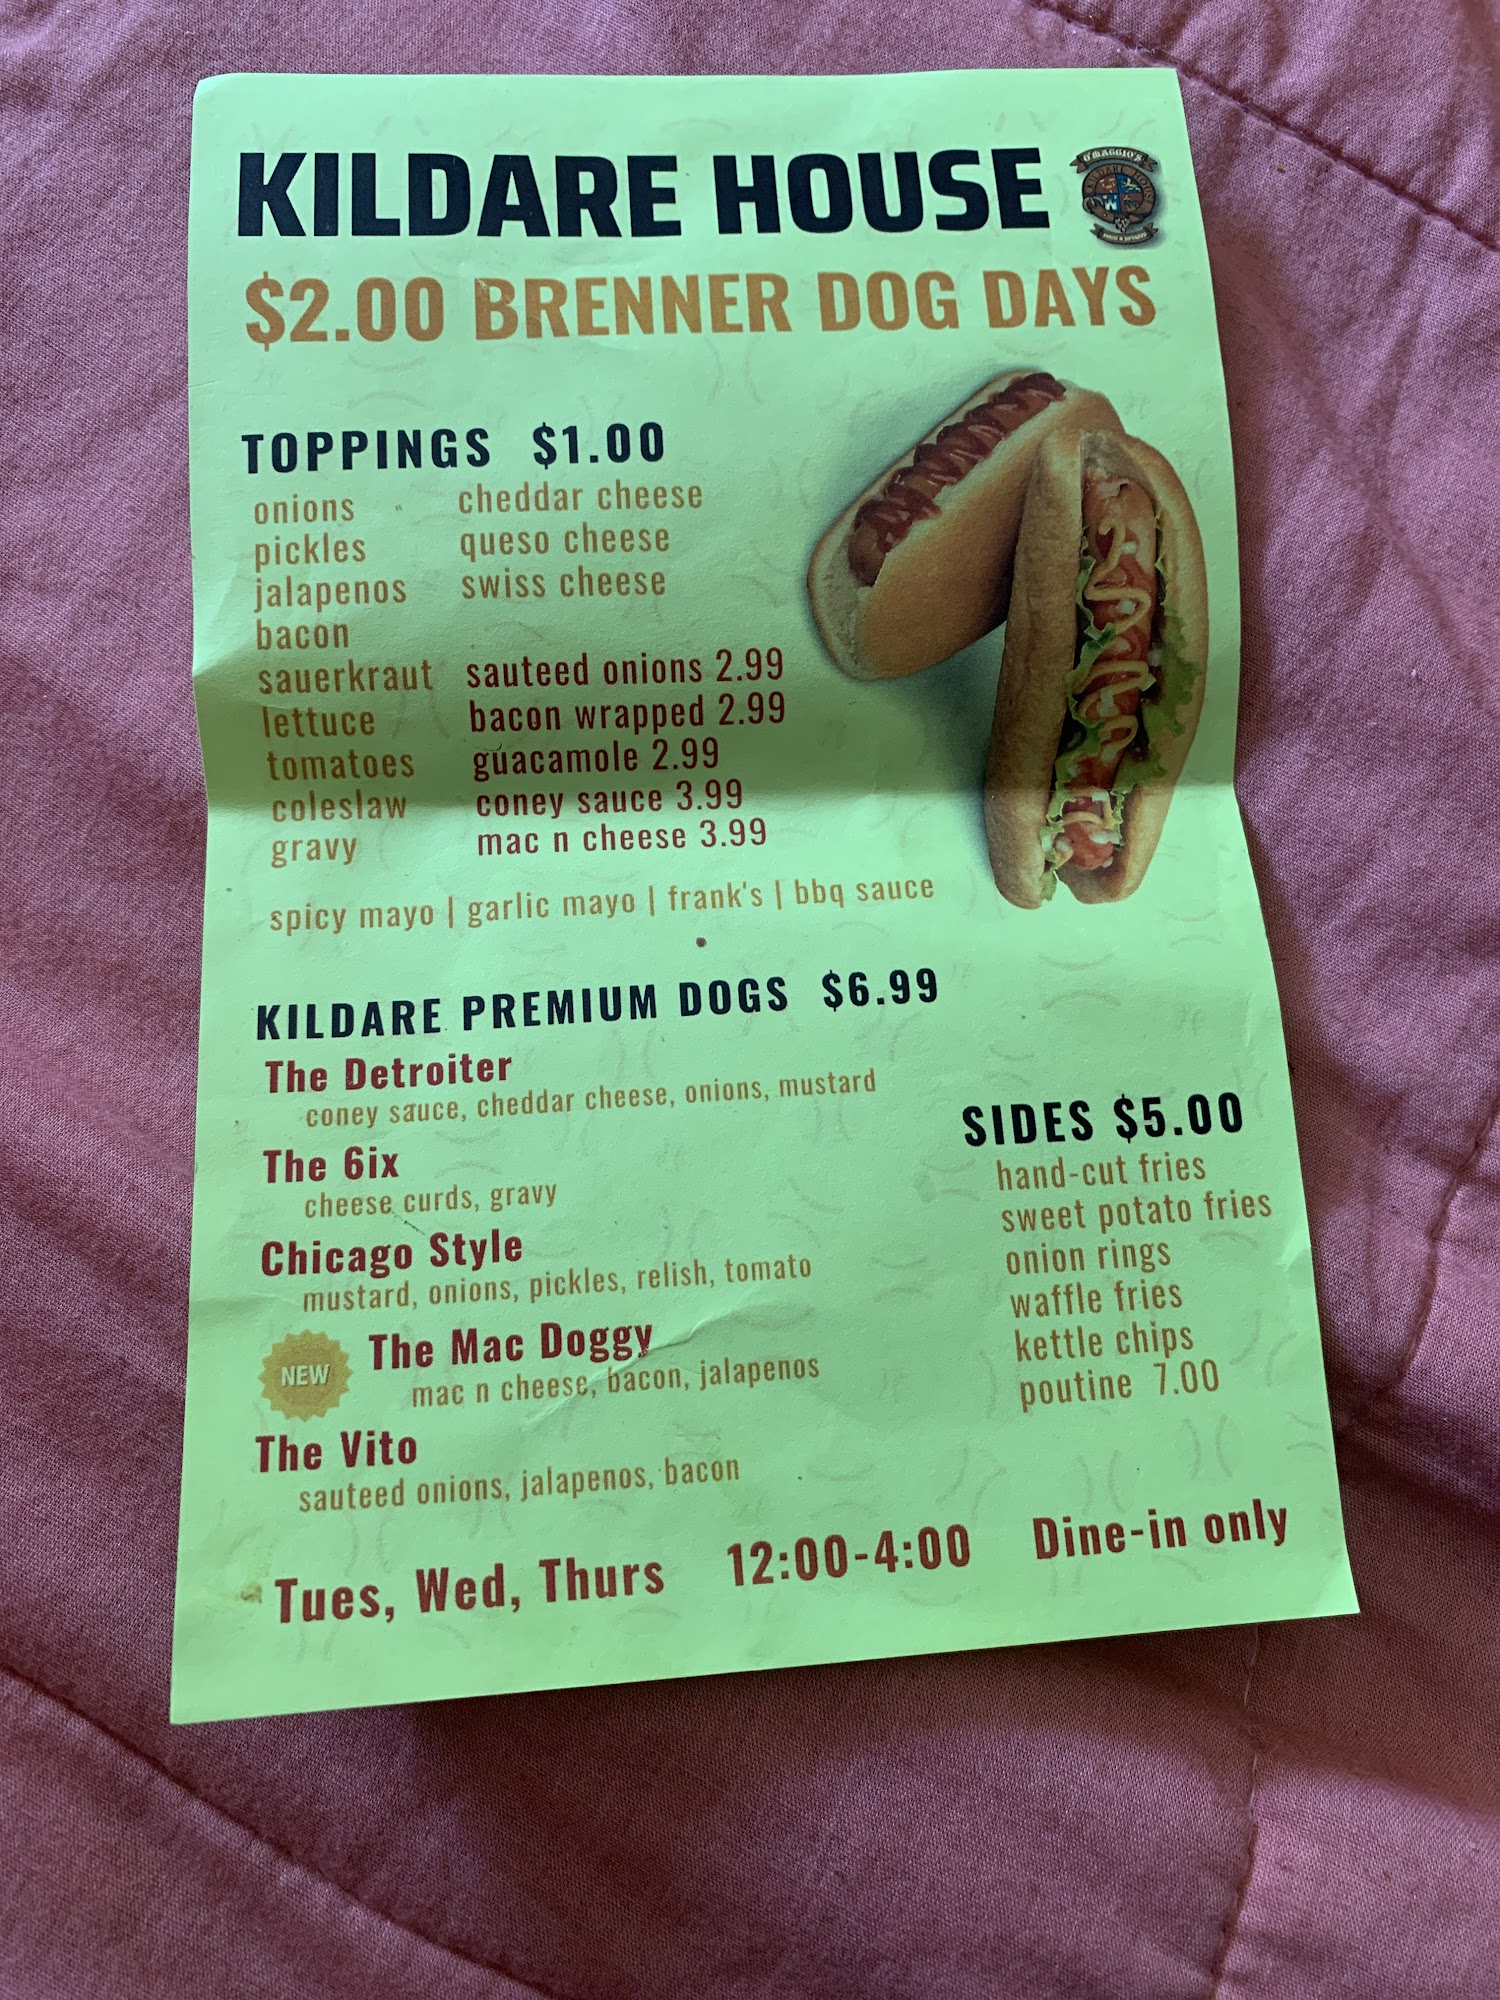 KILDARE HOUSE
O'MAGGIO'S
KILDARE HOUSE
$2.00 BRENNER DOG DAYS
TOPPINGS $1.00
onions
pickles
jalapenos
bacon
sauerkraut
lettuce
tomatoes
coleslaw
gravy
cheddar cheese
queso cheese
swiss cheese
sauteed onions 2.99
bacon wrapped 2.99
guacamole 2.99
coney sauce 3.99
mac n cheese 3.99
spicy mayo | garlic mayo | frank's | bbq sauce
KILDARE PREMIUM DOGS $6.99
The Detroiter
coney sauce, cheddar cheese, onions, mustard
The 6ix
cheese curds, gravy
Chicago Style
mustard, onions, pickles, relish, tomato
NEW
The Mac Doggy
mac n cheese, bacon, jalapenos
The Vito
sauteed onions, jalapenos, bacon
SIDES $5.00
hand-cut fries
sweet potato fries
onion rings
waffle fries
kettle chips
poutine 7.00
Tues, Wed, Thurs 12:00-4:00 Dine-in only